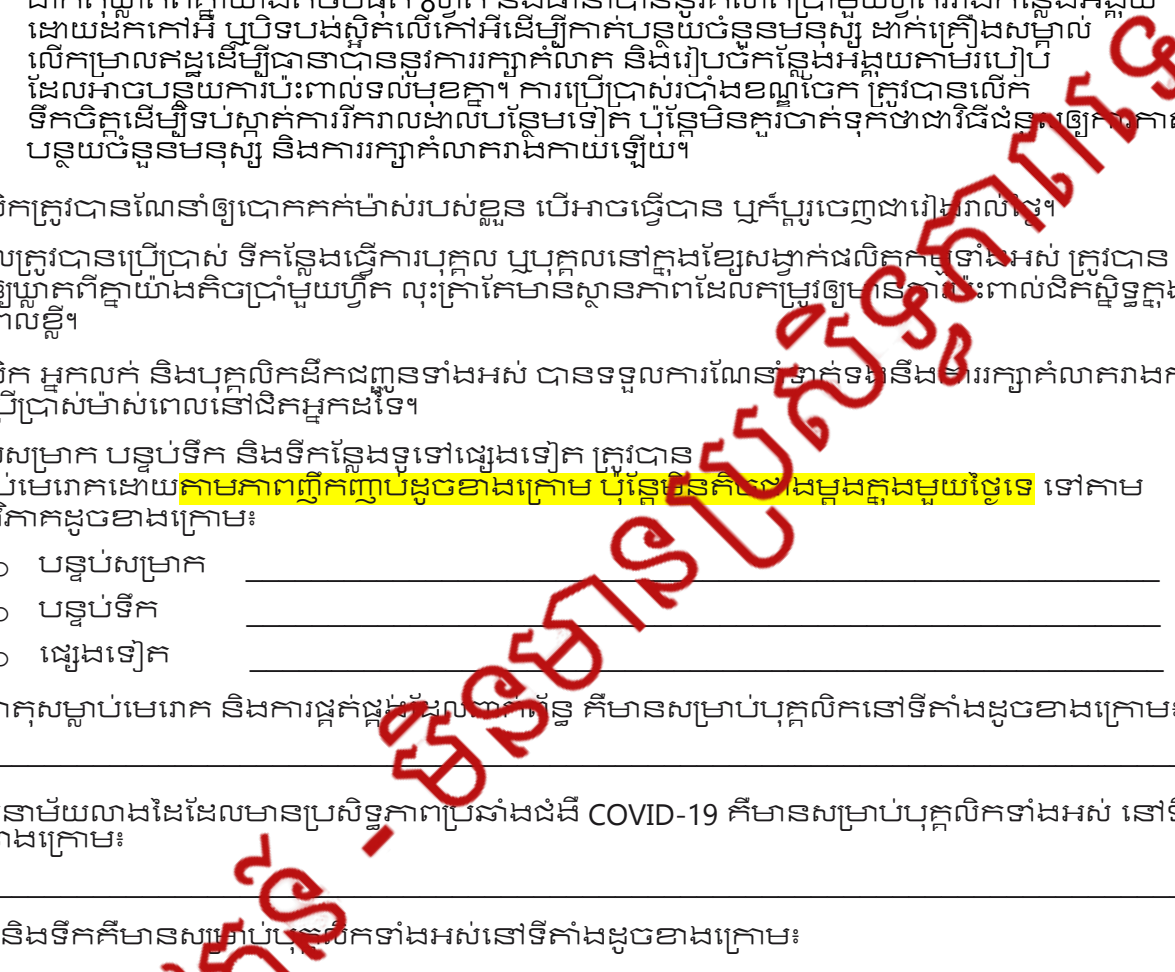 ដោយដកកៅអី ឬបិទបង់ស្អិតលើកៅអីដើម្បីកាត់បន្ថយចំនួនមនុស្ស ដាក់គ្រឿងសម្គាល់
លើកម្រាលឥដ្ឋដើម្បីធានាបាននូវការរក្សាគំលាត និងរៀបចំកន្លែងអង្គុយតាមរបៀប
ដែលអាចបន្ថយការប៉ះពាល់ទល់មុខគ្នា។ ការប្រើប្រាស់របាំងខណ្ឌចែក ត្រូវបានលើក
ទឹកចិត្តដើម្បីទប់ស្កាត់ការរីករាលដាលបន្ថែមទៀត ប៉ុន្តែមិនគួរចាត់ទុកថាជាវិធីជំនួសឲ្យការកាត់
បន្ថយចំនួនមនុស្ស និងការរក្សាគំលាតរាងកាយឡើយ។
ត្រូវបានណែនាំឲ្យបោកគក់ម៉ាស់របស់ខ្លួន បើអាចធ្វើបាន ឬក៏ប្តូរចេញជារៀងរាល់ថ្ងៃ។
ត្រូវបានប្រើប្រាស់ ទីកន្លែងធ្វើការបុគ្គល ឬបុគ្គលនៅក្នុងខ្សែសង្វាក់ផលិតកម្មទាំងអស់ ត្រូវបាន
ឲ្យឃ្លាតពីគ្នាយ៉ាងតិចប្រាំមួយហ្វីត លុះត្រាតែមានស្ថានភាពដែលតម្រូវឲ្យមានការប៉ះពាល់ជិតស្និទ្ធក្នុង
ពេលខ្លី។
អ្នកលក់ និងបុគ្គលិកដឹកជញ្ជូនទាំងអស់ បានទទួលការណែនាំទាក់ទងនឹងការរក្សាគំលាតរាង
ប្រើប្រាស់ម៉ាស់ពេលនៅជិតអ្នកដទៃ។
សម្រាក បន្ទប់ទឹក និងទីកន្លែងទូទៅផ្សេងទៀត ត្រូវបាន
មេរោគដោយតាមភាពញឹកញាប់ដូចខាងក្រោម ប៉ុន្តែមិនតិចជាងម្តងក្នុងមួយថ្ងៃទេ ទៅតាម
ដូចខាងក្រោម៖
o បន្ទប់សម្រាក
o បន្ទប់ទឹក
o ផ្សេងទៀត
សម្លាប់មេរោគ និងការផ្គត់ផ្គង់ដែលពាក់ព័ន្ធ គឺមានសម្រាប់បុគ្គលិកនៅទីតាំងដូចខាងក្រោម៖
អនាម័យលាងដៃដែលមានប្រសិទ្ធភាពប្រឆាំងជំងឺ COVID-19 គឺមានសម្រាប់បុគ្គលិកទាំងអស់ នៅ
ខាងក្រោម៖
និងទឹកគឺមានសម្រាប់បុគ្គលិកទាំងអស់នៅទីតាំងដូចខាងក្រោម៖
- មិនមានប្រសិទ្ធភាព